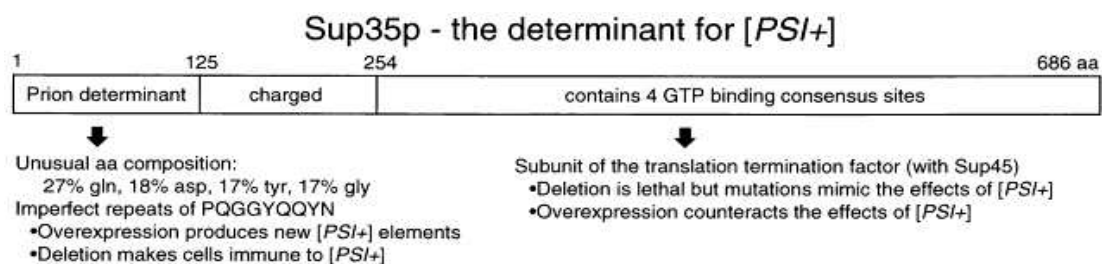 Sup35p - the determinant for [PSI+]
1 125 254 686 aa
Prion determinant charged contains 4 GTP binding consensus sites
Unusual aa composition:
27% gln, 18% asp, 17% tyr, 17% gly
Imperfect repeats of PQGGYQQYN
•Overexpression produces new [PSI+] elements
•Deletion makes cells immune to [PSI+]
Subunit of the translation termination factor (with Sup45)
•Deletion is lethal but mutations mimic the effects of [PSI+]
•Overexpression counteracts the effects of [PSI+]